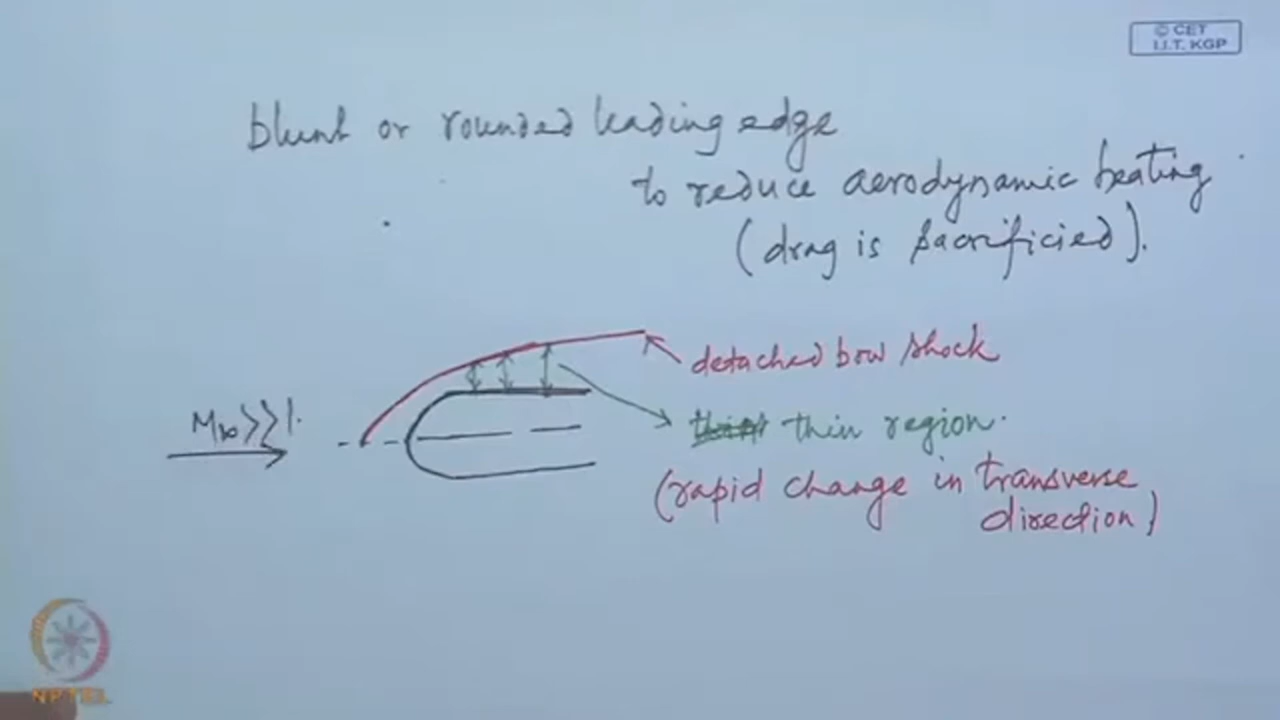 © CET
I.I.T. KGP
blunt or rounded leading edge
to reduce aerodynamic heating
(drag is sacrificied).
detached bow shock
M∞ >> 1.
thin region.
(rapid change in transverse
direction)
NPTEL